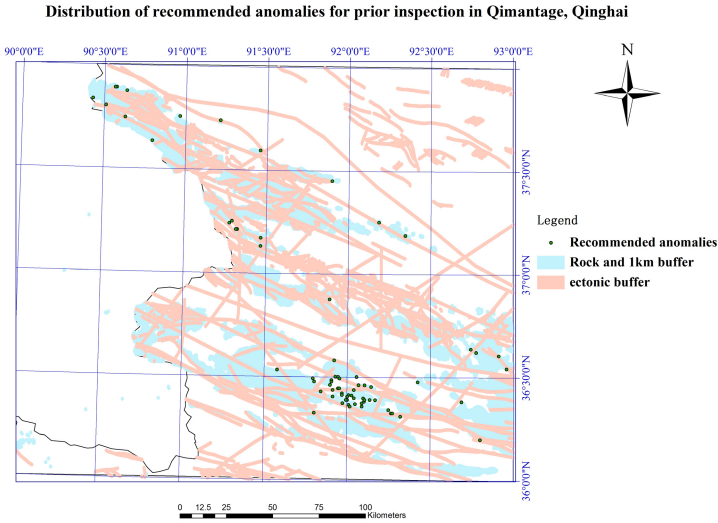 Distribution of recommended anomalies for prior inspection in Qimantage, Qinghai
90°0'0"E 90°30'0"E 91°0'0"E 91°30'0"E 92°0'0"E 92°30'0"E 93°0'0"E
N
37°30'0"N
37°0'0"N
36°30'0"N
36°0'0"N
Legend
Recommended anomalies
Rock and 1km buffer
ectonic buffer
0 12.5 25 50 75 100
Kilometers